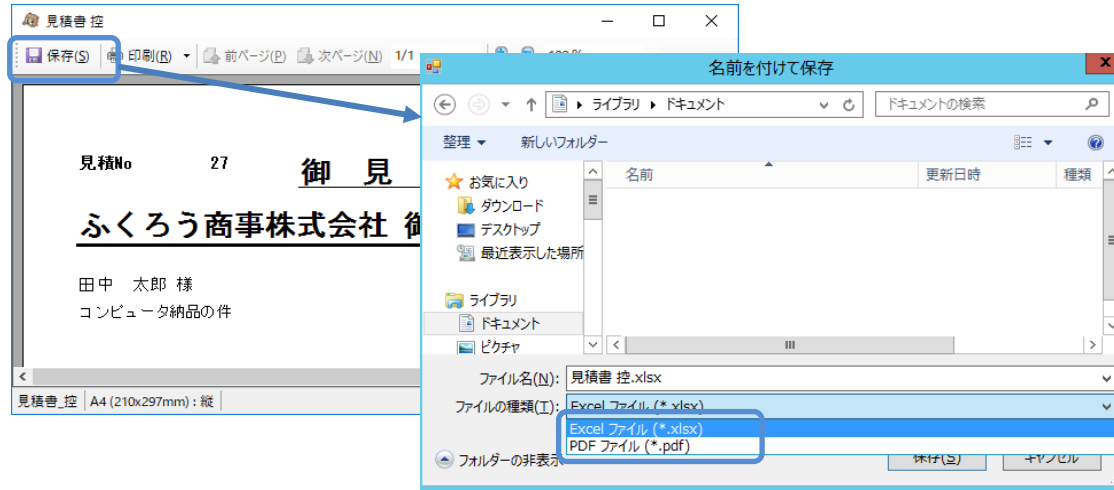 見積書 控
保存(S) 印刷(R) 前ページ(P) 次ページ(N) 1/1
見積No 27 御 見
ふくろう商事株式会社 御
田中 太郎 様
コンピュータ納品の件
見積書_控 A4 (210x297mm) : 縦
名前を付けて保存
ライブラリ ドキュメント ドキュメントの検索
整理 新しいフォルダー
名前 更新日時 種類
お気に入り
ダウンロード
デスクトップ
最近表示した場所
ライブラリ
ドキュメント
ピクチャ
ファイル名(N): 見積書 控.xlsx
ファイルの種類(T): Excel ファイル (*.xlsx)
Excel ファイル (*.xlsx)
PDF ファイル (*.pdf)
フォルダーの非表示 保存(S) キャンセル